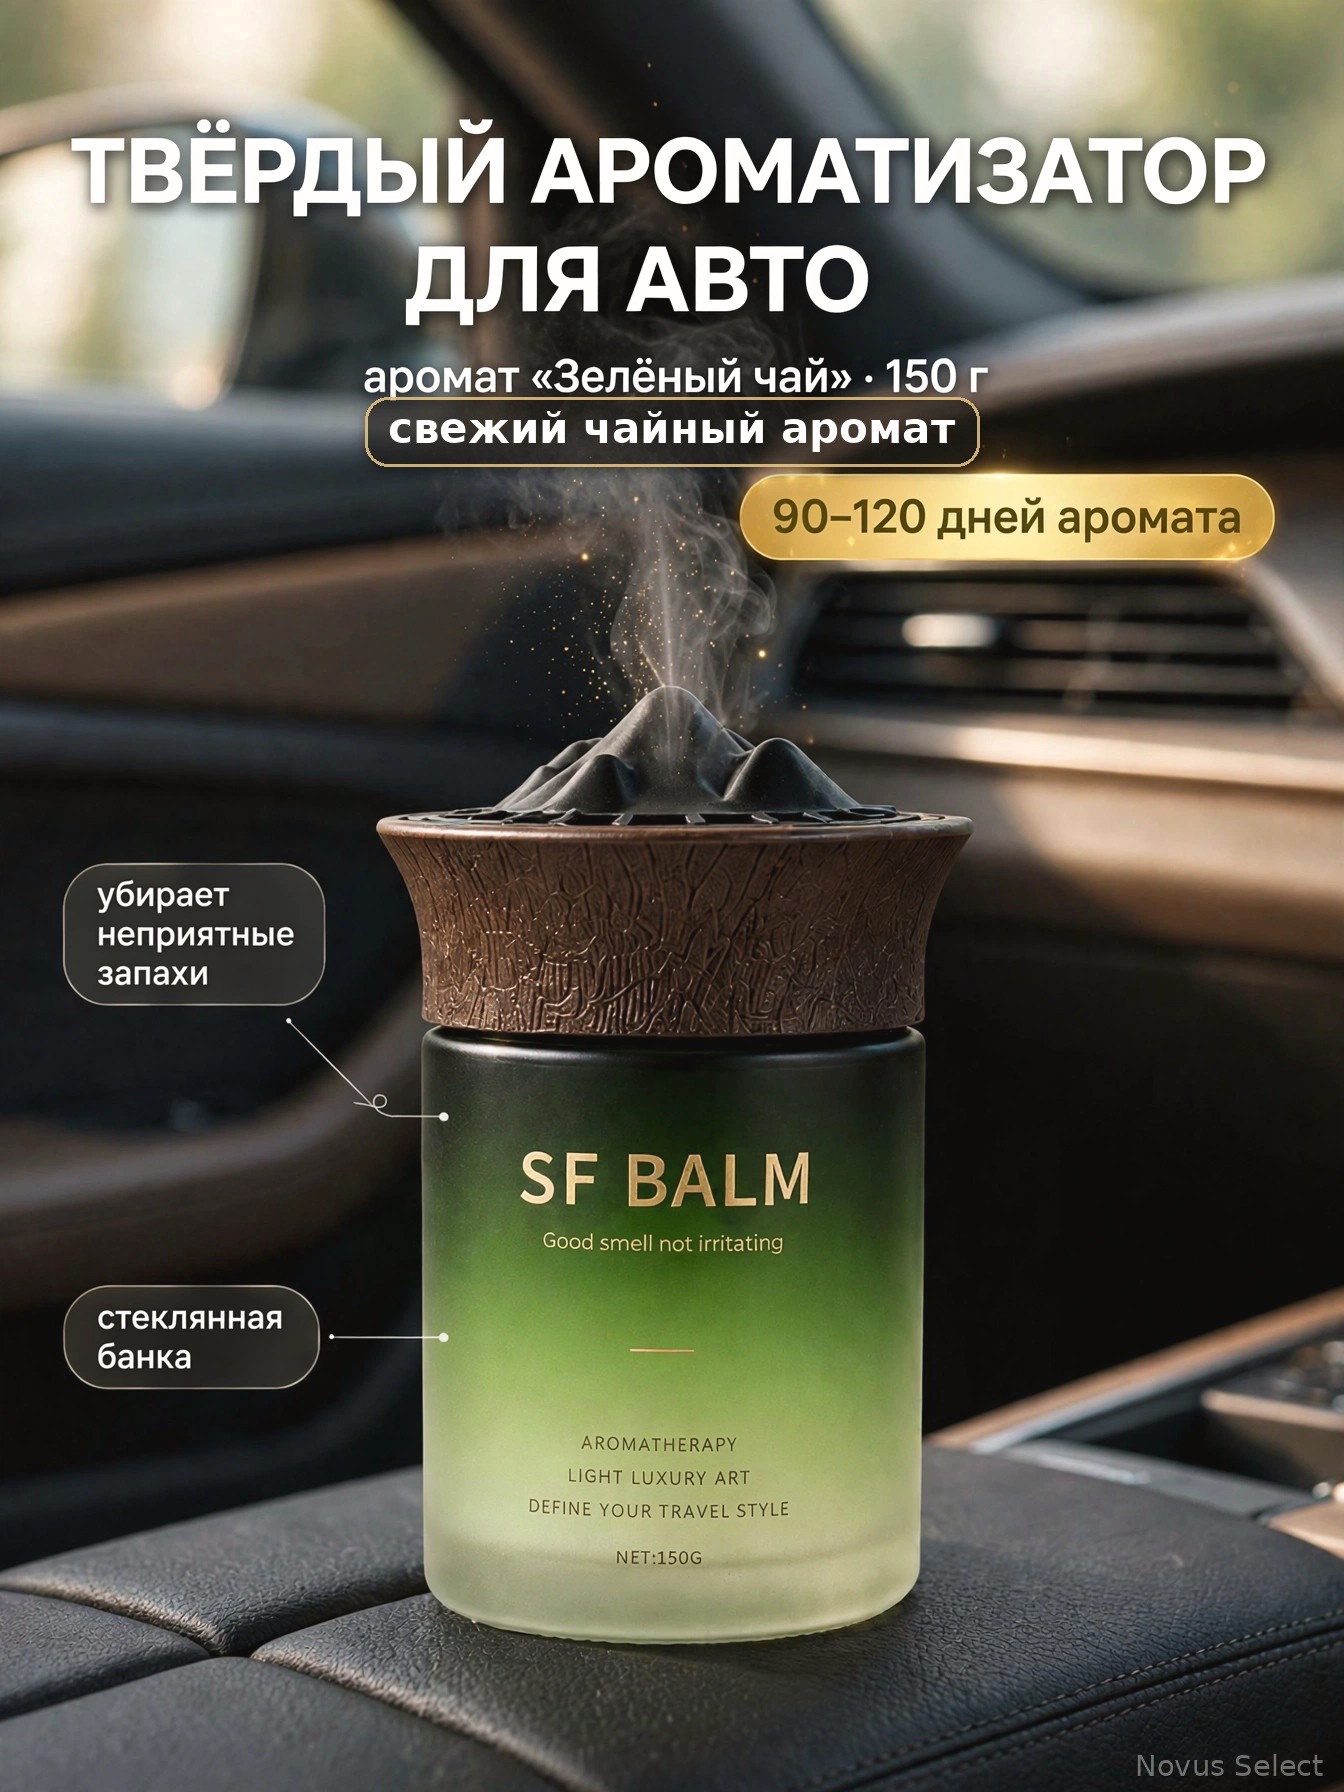 ТВЁРДЫЙ АРОМАТИЗАТОР
ДЛЯ АВТО
аромат «Зелёный чай» · 150 г
свежий чайный аромат
90–120 дней аромата
убирает
неприятные
запахи
SF BALM
Good smell not irritating
стеклянная
банка
AROMATHERAPY
LIGHT LUXURY ART
DEFINE YOUR TRAVEL STYLE
NET:150G
Novus Select